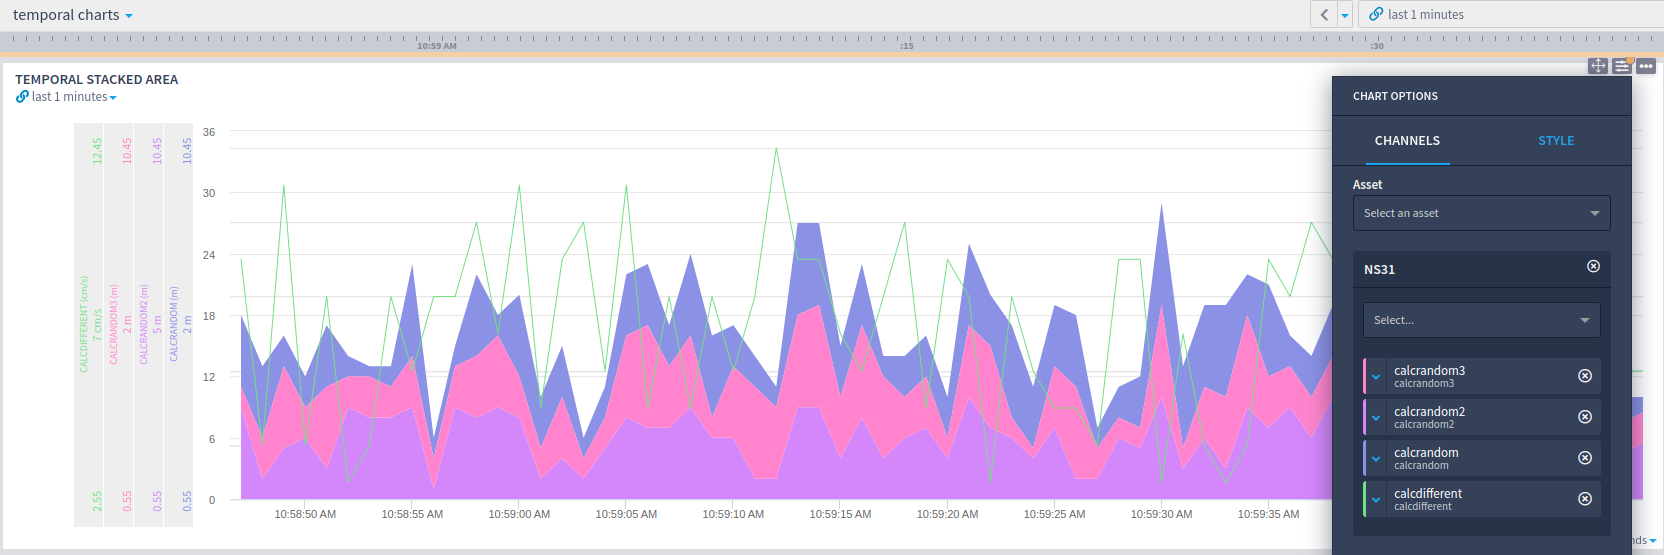 temporal charts
last 1 minutes
10:59 AM
:15
:30
TEMPORAL STACKED AREA
last 1 minutes
12.45
10.45
10.45
10.45
CALCDIFFERENT (cm/s)
7 cm/s
CALCRANDOM3 (m)
2 m
CALCRANDOM2 (m)
5 m
CALCRANDOM (m)
2 m
2.55
0.55
0.55
0.55
36
30
24
18
12
6
0
10:58:50 AM
10:58:55 AM
10:59:00 AM
10:59:05 AM
10:59:10 AM
10:59:15 AM
10:59:20 AM
10:59:25 AM
10:59:30 AM
10:59:35 AM
CHART OPTIONS
CHANNELS
STYLE
Asset
Select an asset
NS31
Select...
calcrandom3
calcrandom3
calcrandom2
calcrandom2
calcrandom
calcrandom
calcdifferent
calcdifferent